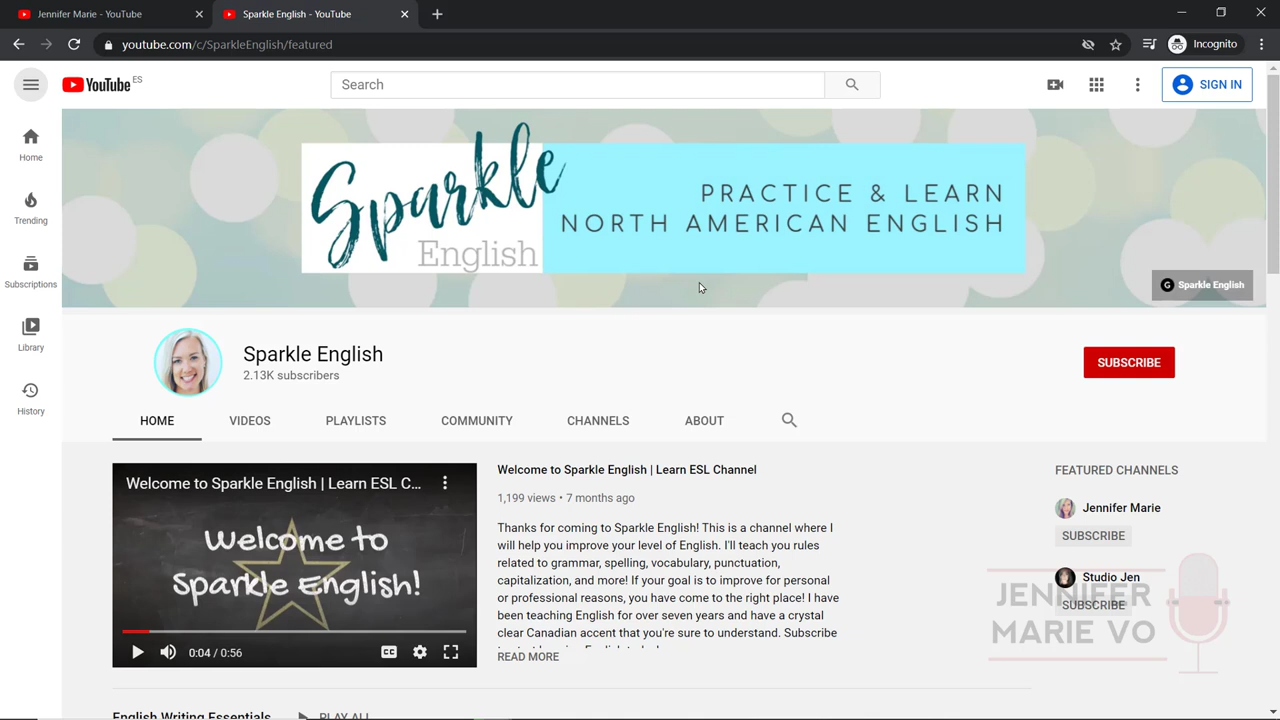 Jennifer Marie - YouTube
Sparkle English - YouTube
youtube.com/c/SparkleEnglish/featured
Incognito
YouTube ES
Search
SIGN IN
Home
Trending
Subscriptions
Library
History
Sparkle
English
PRACTICE & LEARN
NORTH AMERICAN ENGLISH
Sparkle English
Sparkle English
2.13K subscribers
SUBSCRIBE
HOME
VIDEOS
PLAYLISTS
COMMUNITY
CHANNELS
ABOUT
Welcome to Sparkle English | Learn ESL C...
Welcome to
Sparkle English!
0:04 / 0:56
CC
Welcome to Sparkle English | Learn ESL Channel
1,199 views • 7 months ago
Thanks for coming to Sparkle English! This is a channel where I
will help you improve your level of English. I'll teach you rules
related to grammar, spelling, vocabulary, punctuation,
capitalization, and more! If your goal is to improve for personal
or professional reasons, you have come to the right place! I have
been teaching English for over seven years and have a crystal
clear Canadian accent that you're sure to understand. Subscribe
READ MORE
FEATURED CHANNELS
Jennifer Marie
SUBSCRIBE
Studio Jen
SUBSCRIBE
JENNIFER
MARIE VO
English Writing Essentials
PLAY ALL